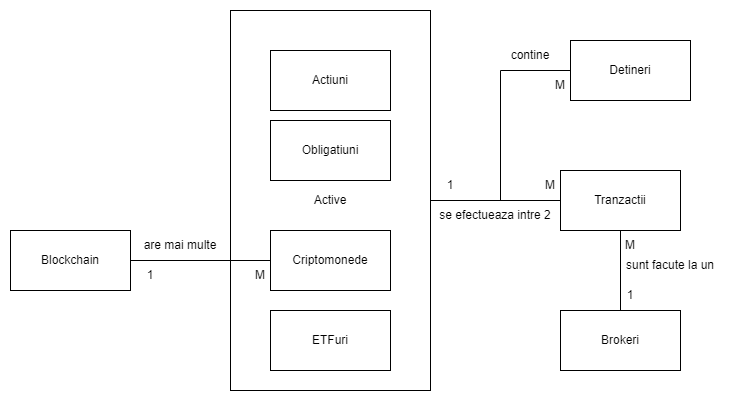 Actiuni
Obligatiuni
Active
Criptomonede
ETFuri
Blockchain
are mai multe
1
M
contine
M
Detineri
1
M
se efectueaza intre 2
Tranzactii
M
sunt facute la un
1
Brokeri